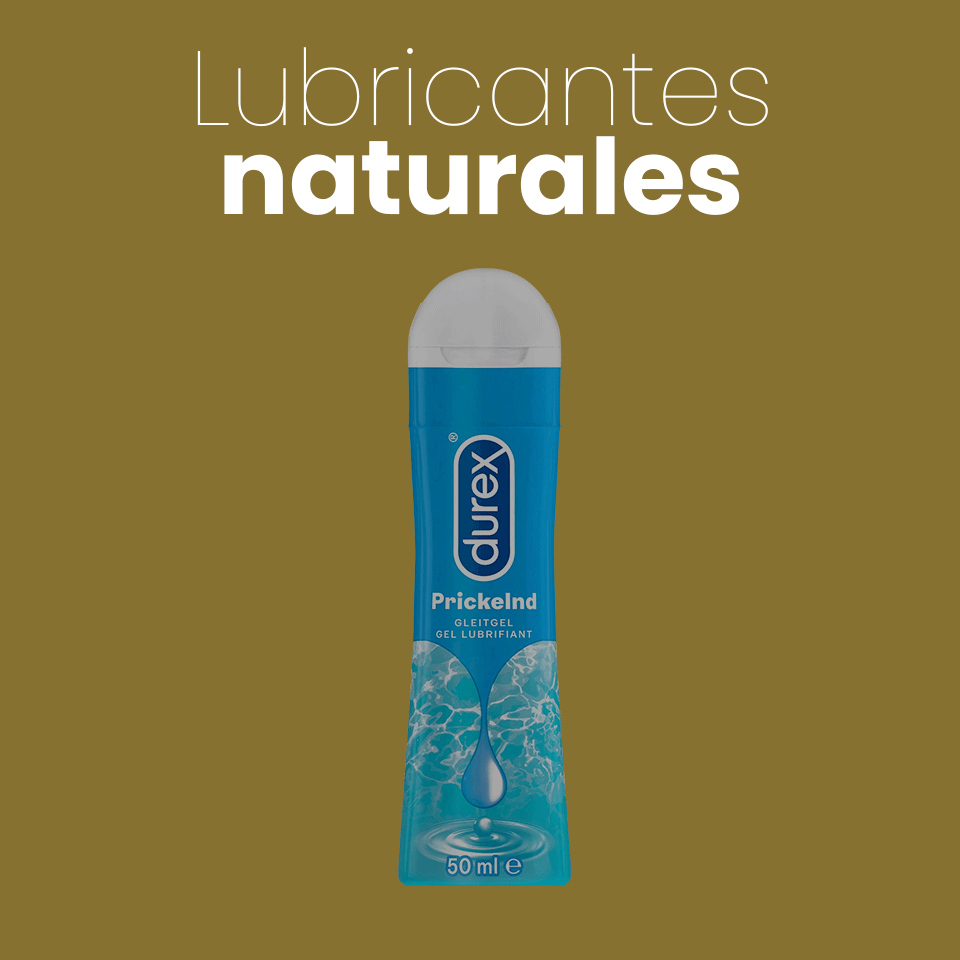 Lubricantes
naturales
®
durex
Prickelnd
GLEITGEL
GEL LUBRIFIANT
50 ml ℮